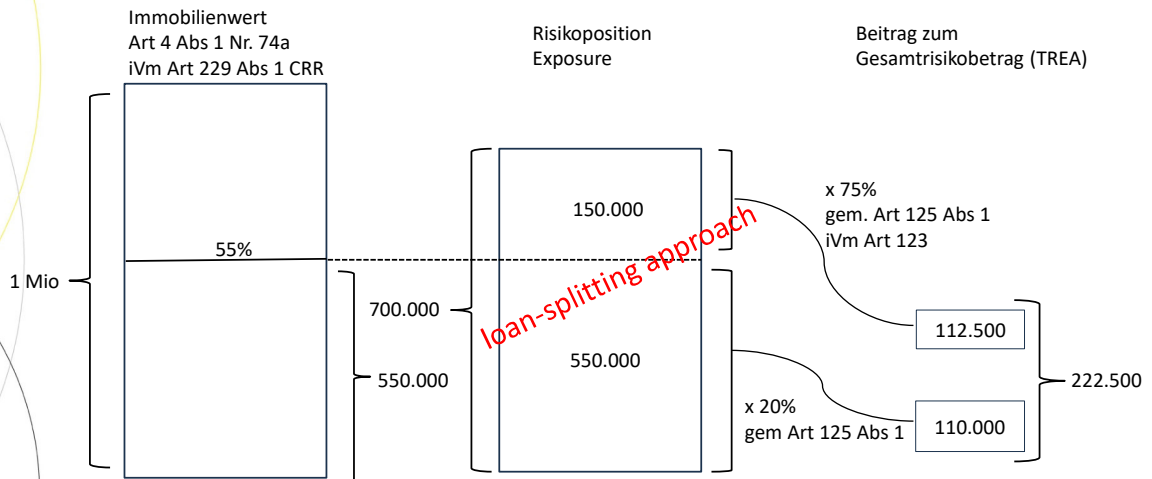 Immobilienwert
Art 4 Abs 1 Nr. 74a
iVm Art 229 Abs 1 CRR
Risikoposition
Exposure
Beitrag zum
Gesamtrisikobetrag (TREA)
1 Mio
55%
550.000
700.000
150.000
loan-splitting approach
550.000
x 75%
gem. Art 125 Abs 1
iVm Art 123
x 20%
gem Art 125 Abs 1
112.500
110.000
222.500